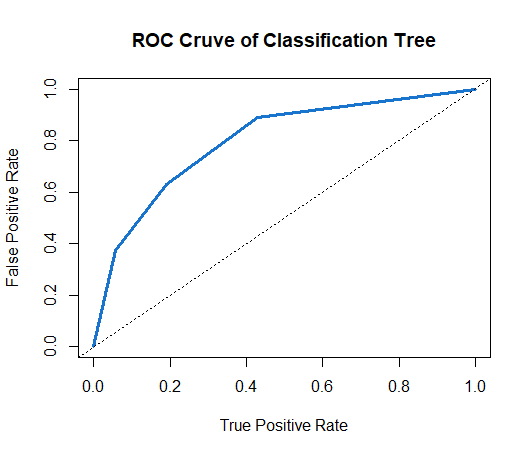 ROC Cruve of Classification Tree
1.0
0.8
0.6
0.4
0.2
0.0
False Positive Rate
0.0 0.2 0.4 0.6 0.8 1.0
True Positive Rate